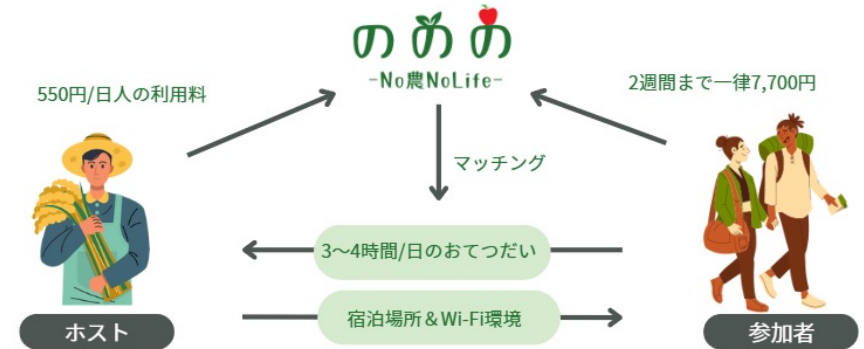 ののの
-No農NoLife-
550円/日人の利用料
2週間まで一律7,700円
マッチング
3〜4時間/日のおてつだい
宿泊場所＆Wi-Fi環境
ホスト
参加者